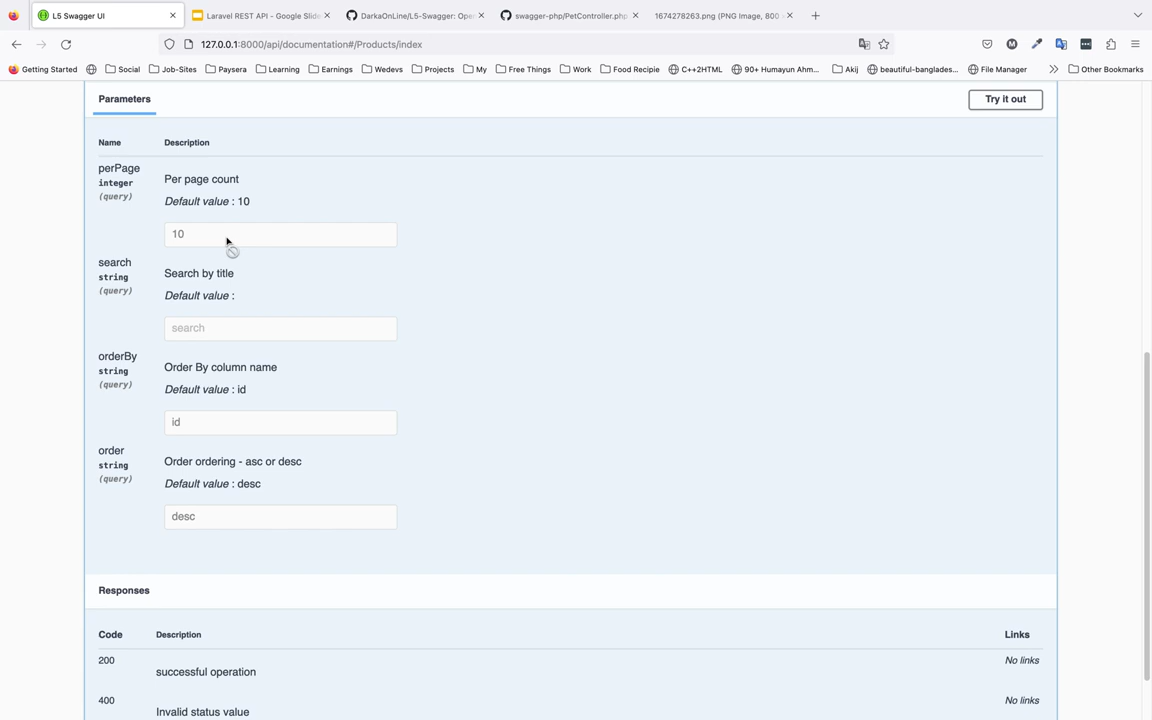 L5 Swagger UI
Laravel REST API - Google Slide
DarkaOnLine/L5-Swagger: Ope
swagger-php/PetController.php
1674278263.png (PNG Image, 800
127.0.0.1:8000/api/documentation#/Products/index
Getting Started
Social
Job-Sites
Paysera
Learning
Earnings
Wedevs
Projects
My
Free Things
Work
Food Recipie
C++2HTML
90+ Humayun Ahm...
Akij
beautiful-banglades...
File Manager
Other Bookmarks
Parameters
Try it out
Name Description
perPage
integer
(query)
Per page count
Default value : 10
10
search
string
(query)
Search by title
Default value :
search
orderBy
string
(query)
Order By column name
Default value : id
id
order
string
(query)
Order ordering - asc or desc
Default value : desc
desc
Responses
Code Description Links
200
successful operation
No links
400
Invalid status value
No links